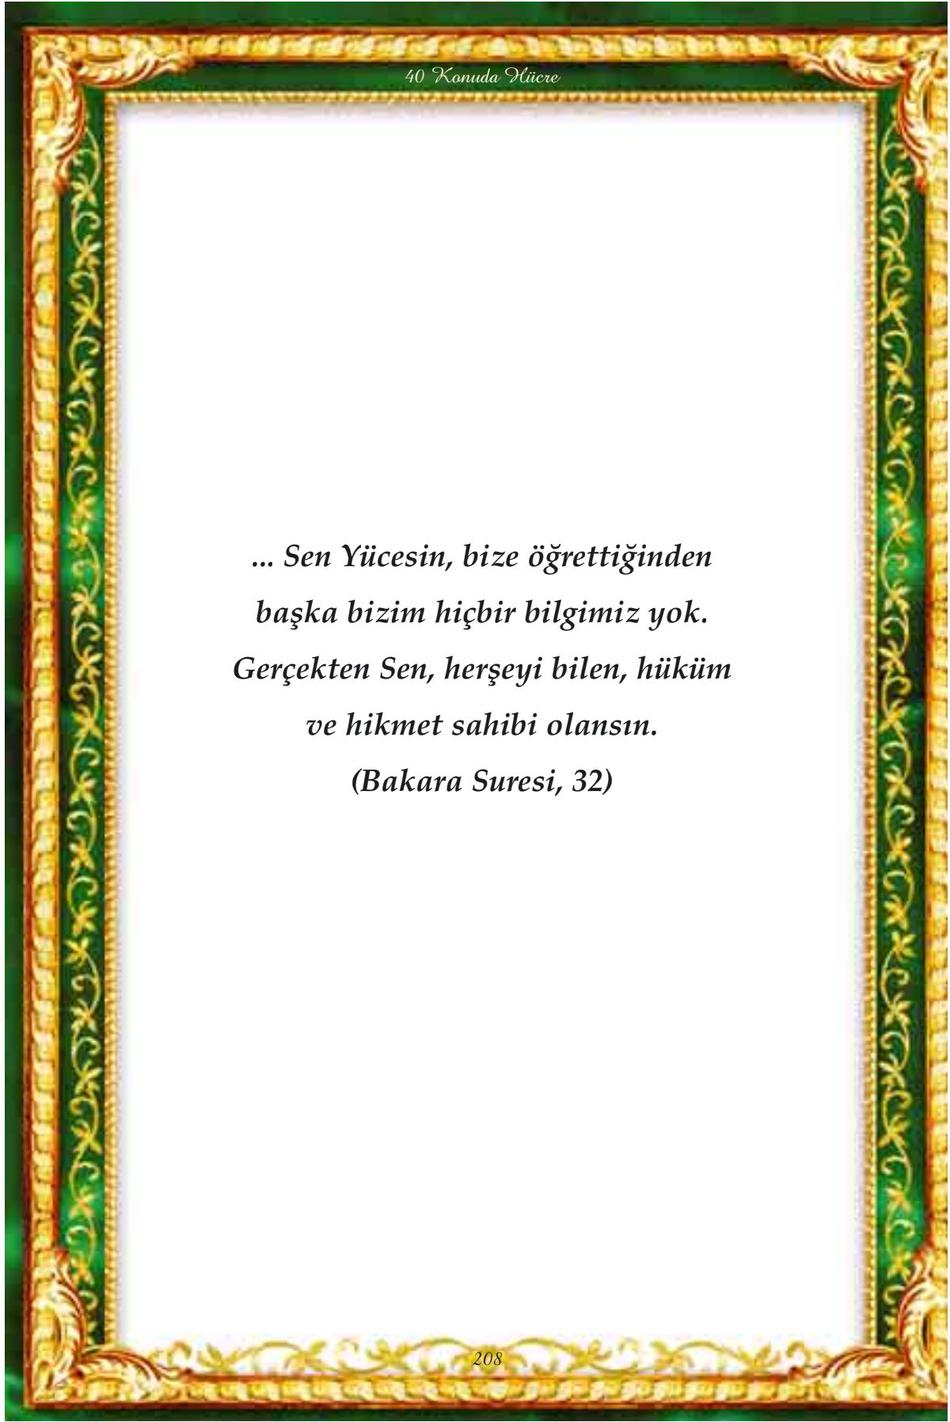 40 Konuda Hücre
... Sen Yücesin, bize öğrettiğinden
başka bizim hiçbir bilgimiz yok.
Gerçekten Sen, herşeyi bilen, hüküm
ve hikmet sahibi olansın.
(Bakara Suresi, 32)
208